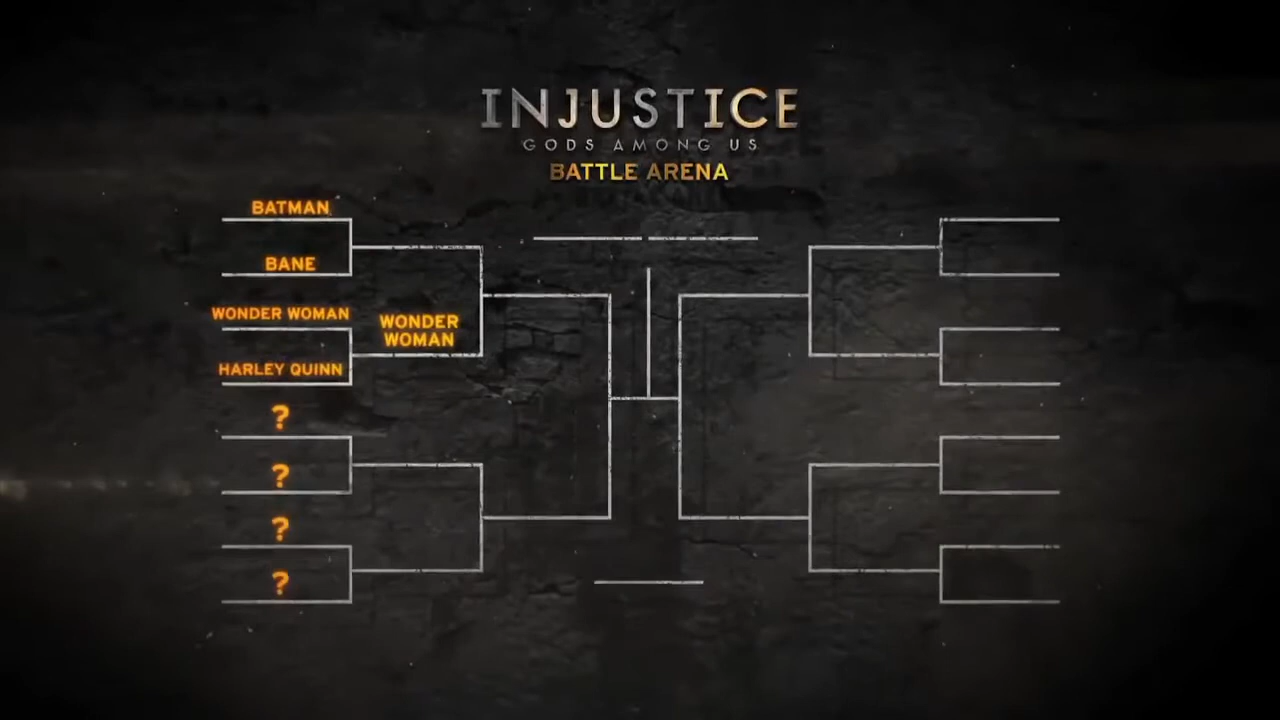 INJUSTICE
GODS AMONG US
BATTLE ARENA
BATMAN
BANE
WONDER WOMAN
WONDER
WOMAN
HARLEY QUINN
?
?
?
?